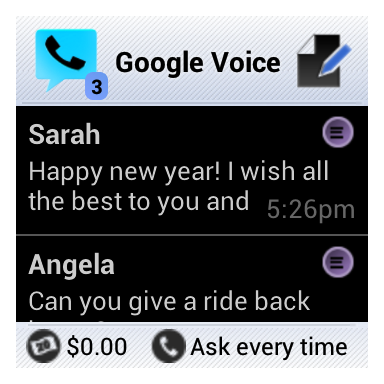 Google Voice
3
Sarah
Happy new year! I wish all
the best to you and
5:26pm
Angela
Can you give a ride back
$0.00
Ask every time